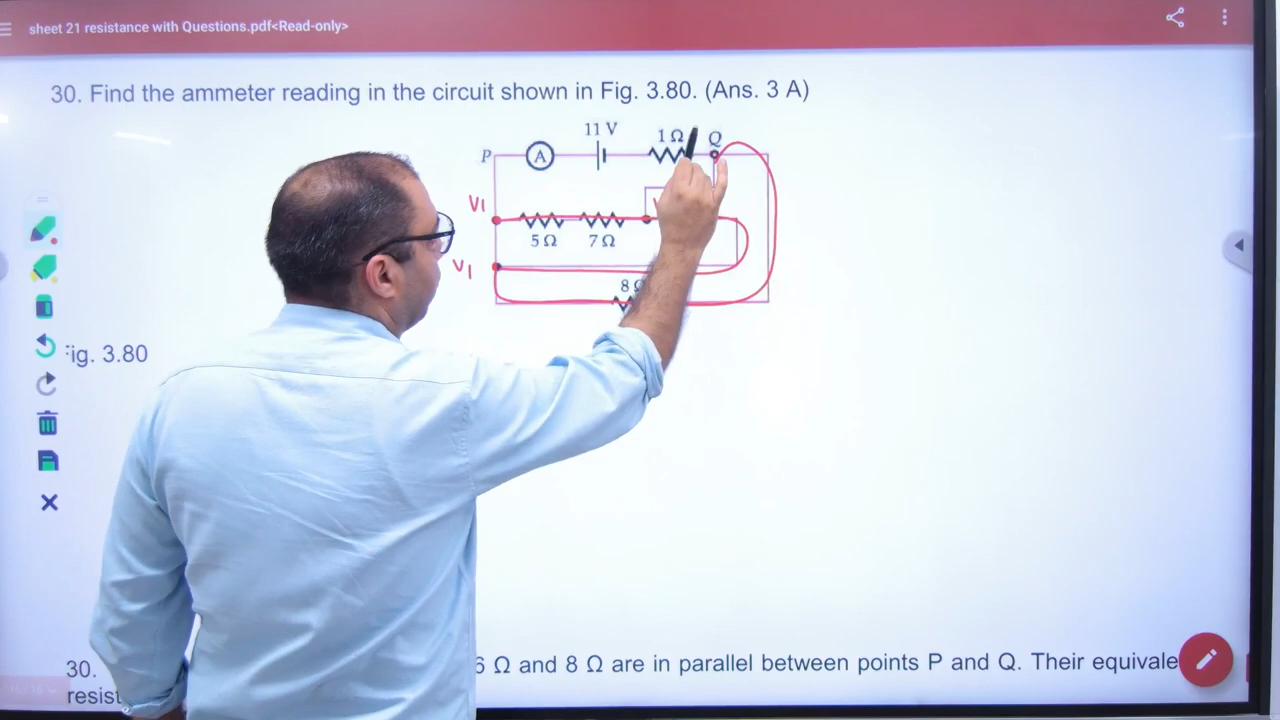 sheet 21 resistance with Questions.pdf<Read-only>
30. Find the ammeter reading in the circuit shown in Fig. 3.80. (Ans. 3 A)
11 V
1 Ω
Q
P
A
V1
5 Ω
7 Ω
V1
8
ig. 3.80
30.
6 Ω and 8 Ω are in parallel between points P and Q. Their equivale
resist